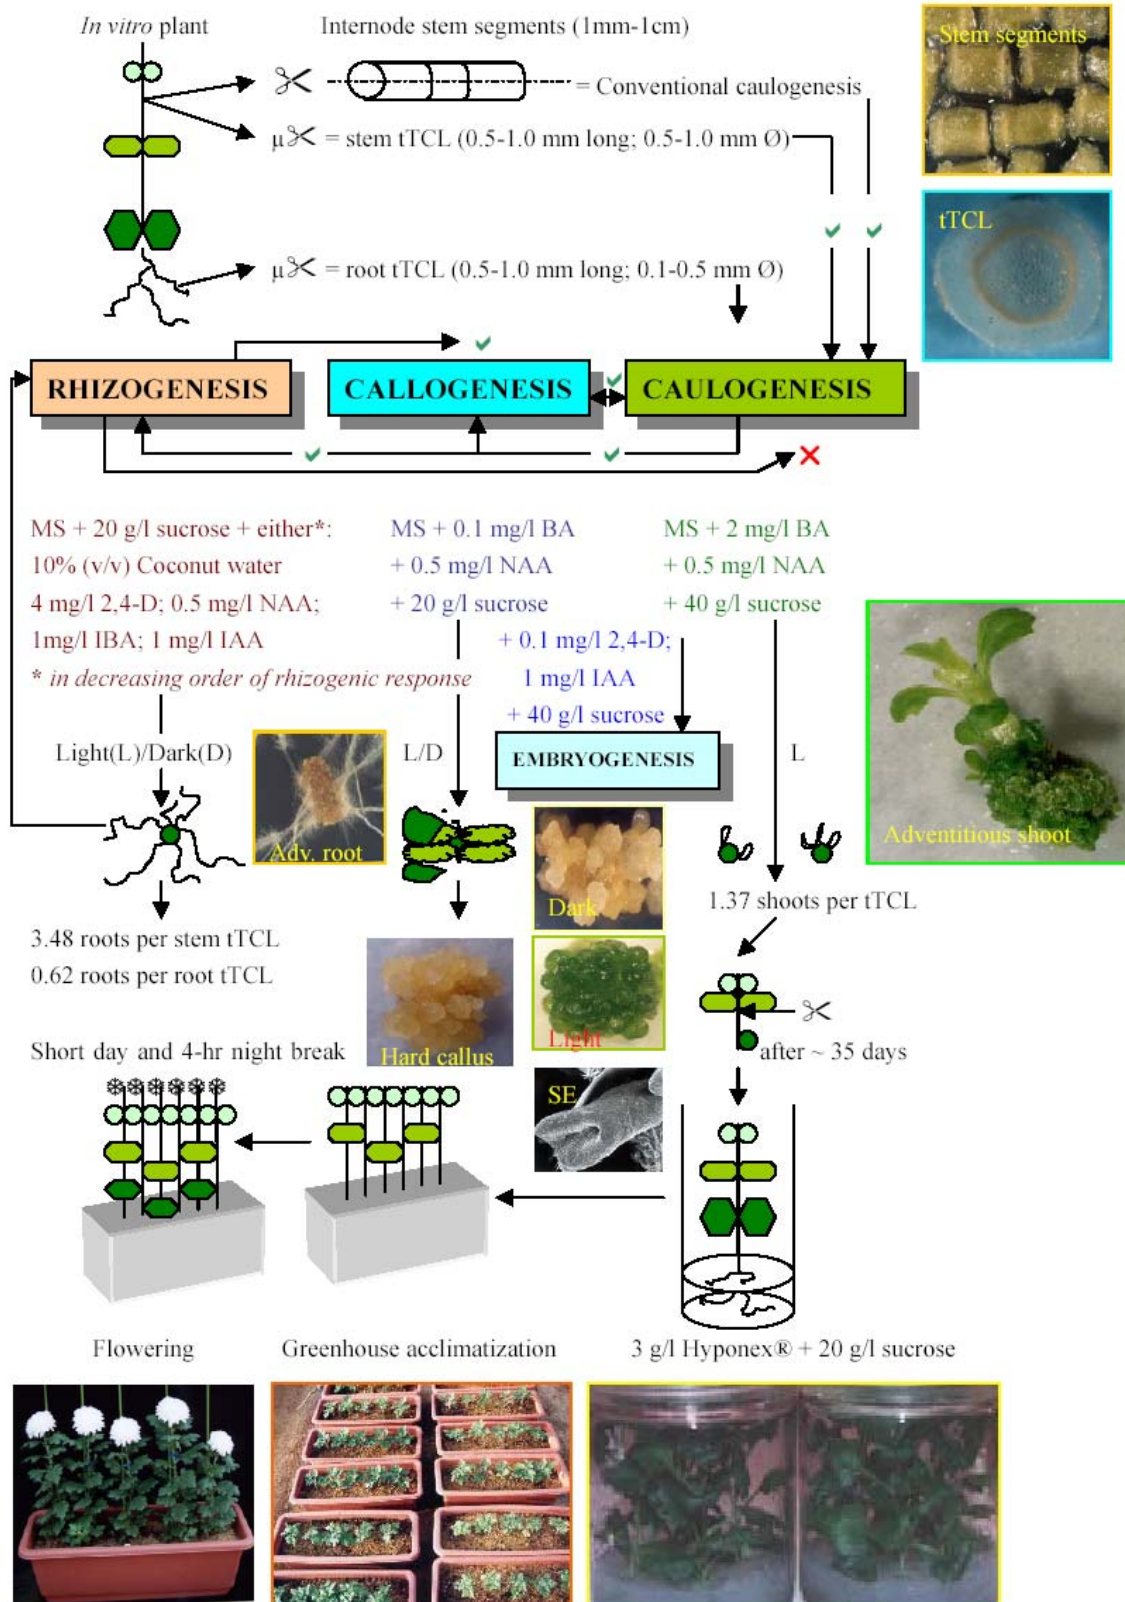 In vitro plant
Internode stem segments (1mm-1cm)
Stem segments
= Conventional caulogenesis
µ = stem tTCL (0.5-1.0 mm long; 0.5-1.0 mm Ø)
tTCL
µ = root tTCL (0.5-1.0 mm long; 0.1-0.5 mm Ø)
RHIZOGENESIS
CALLOGENESIS
CAULOGENESIS
MS + 20 g/l sucrose + either*:
10% (v/v) Coconut water
4 mg/l 2,4-D; 0.5 mg/l NAA;
1mg/l IBA; 1 mg/l IAA
* in decreasing order of rhizogenic response
MS + 0.1 mg/l BA
+ 0.5 mg/l NAA
+ 20 g/l sucrose
MS + 2 mg/l BA
+ 0.5 mg/l NAA
+ 40 g/l sucrose
+ 0.1 mg/l 2,4-D;
1 mg/l IAA
+ 40 g/l sucrose
EMBRYOGENESIS
Light(L)/Dark(D)
L/D
L
Adv. root
Adventitious shoot
Dark
1.37 shoots per tTCL
3.48 roots per stem tTCL
0.62 roots per root tTCL
Light
Hard callus
after ~ 35 days
Short day and 4-hr night break
SE
Flowering
Greenhouse acclimatization
3 g/l Hyponex® + 20 g/l sucrose